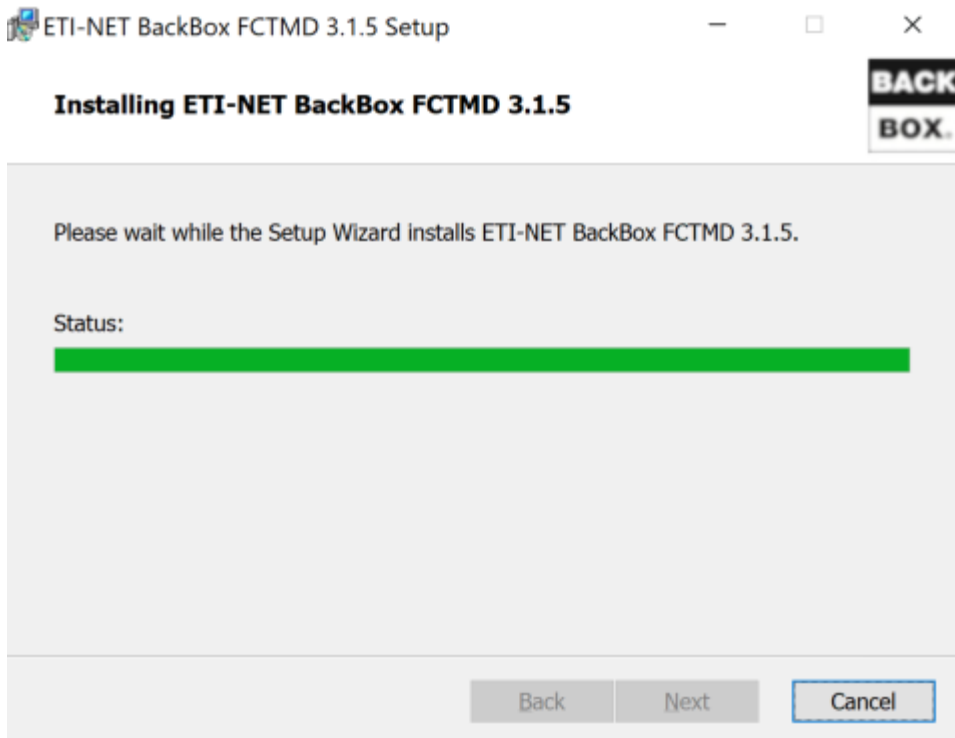 ETI-NET BackBox FCTMD 3.1.5 Setup
Installing ETI-NET BackBox FCTMD 3.1.5
BACK
BOX.
Please wait while the Setup Wizard installs ETI-NET BackBox FCTMD 3.1.5.
Status:
Back Next Cancel